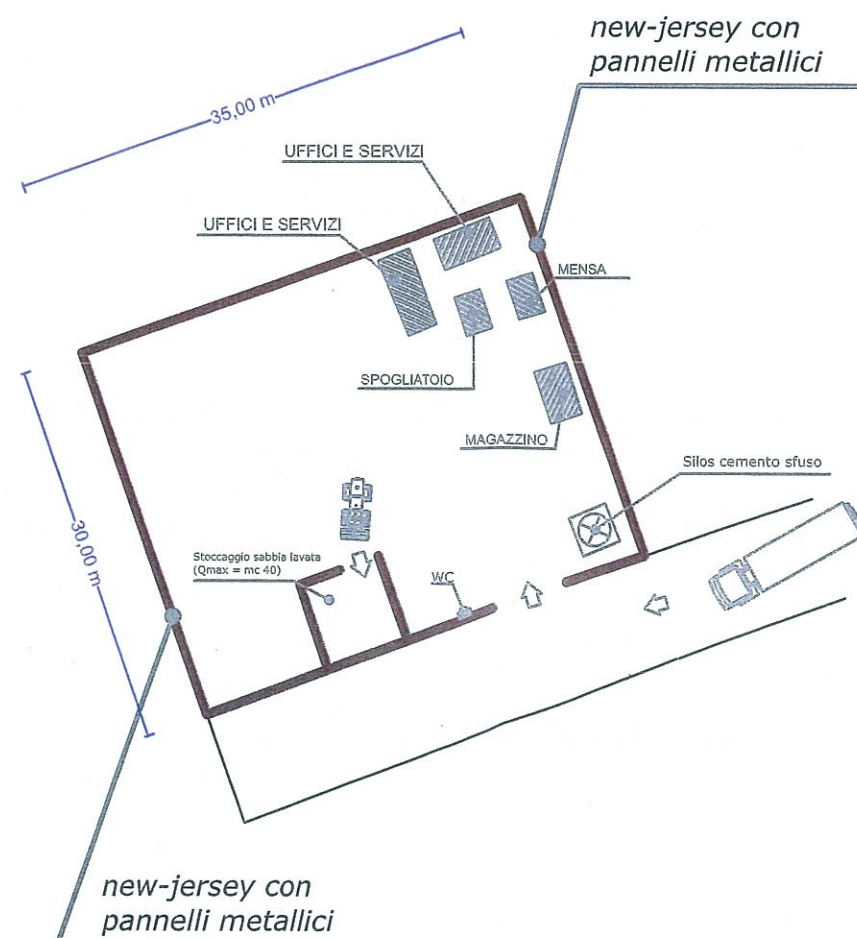 new-jersey con
pannelli metallici
35,00 m
UFFICI E SERVIZI
UFFICI E SERVIZI
MENSA
SPOGLIATOIO
MAGAZZINO
Silos cemento sfuso
30,00 m
Stoccaggio sabbia lavata
(Qmax = mc 40)
WC
new-jersey con
pannelli metallici